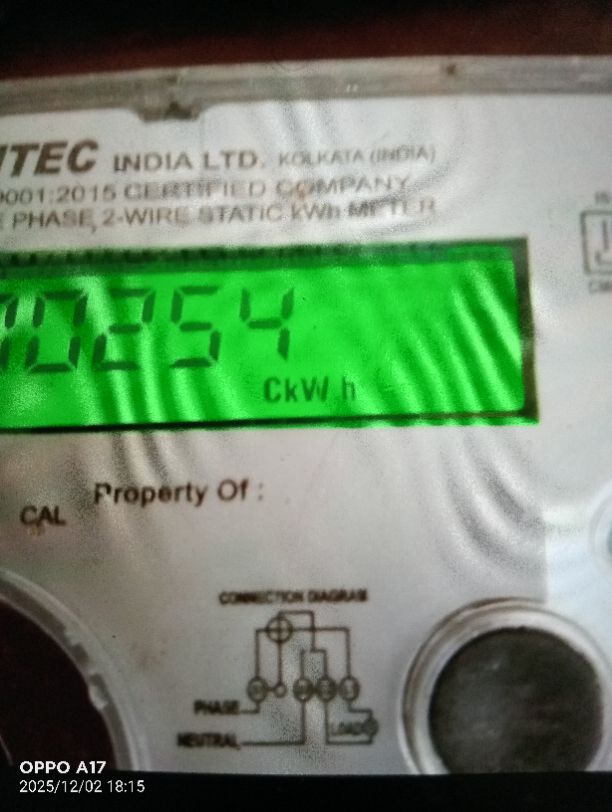 TEC INDIA LTD. KOLKATA (INDIA)
9001:2015 CERTIFIED COMPANY
E PHASE, 2-WIRE STATIC kWh METER
00254
CkWh
Property Of :
CAL
CONNECTION DIAGRAM
PHASE
NEUTRAL
LOAD
OPPO A17
2025/12/02 18:15